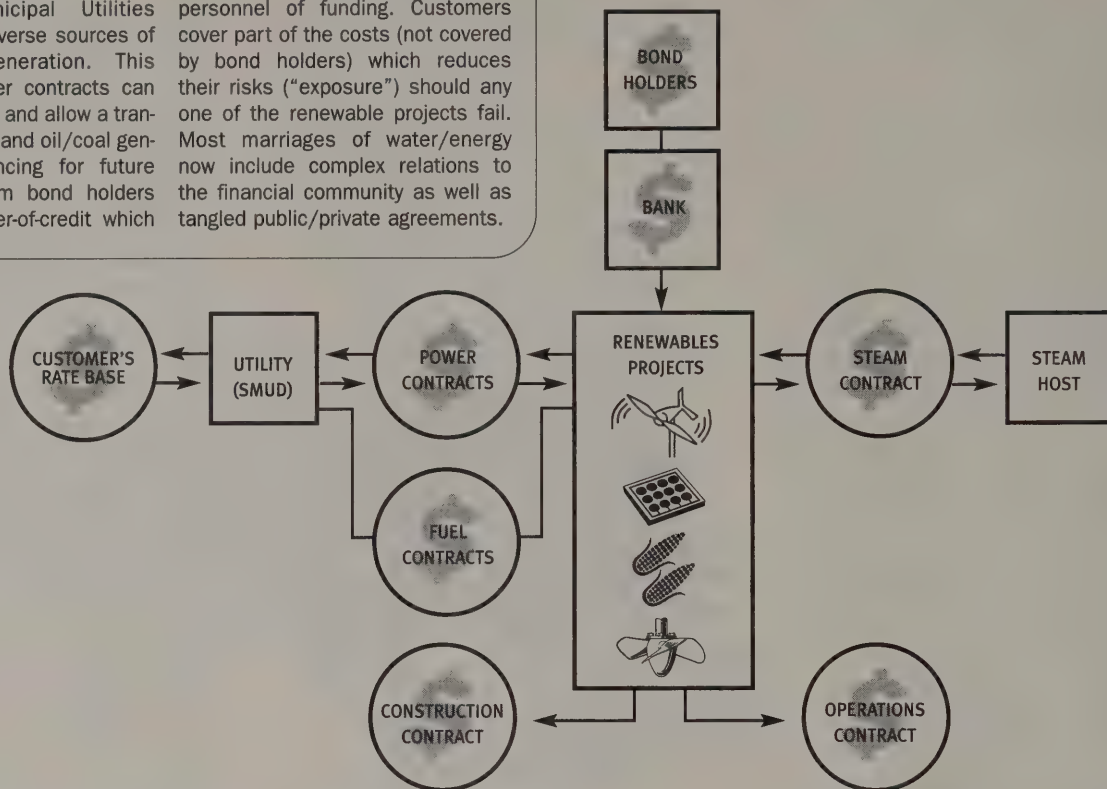 nicipal Utilities
verse sources of
eneration. This
er contracts can
and allow a tran-
and oil/coal gen-
ncing for future
m bond holders
er-of-credit which
personnel of funding. Customers
cover part of the costs (not covered
by bond holders) which reduces
their risks ("exposure") should any
one of the renewable projects fail.
Most marriages of water/energy
now include complex relations to
the financial community as well as
tangled public/private agreements.
BOND
HOLDERS
BANK
CUSTOMER'S
RATE BASE
UTILITY
(SMUD)
POWER
CONTRACTS
RENEWABLES
PROJECTS
STEAM
CONTRACT
STEAM
HOST
FUEL
CONTRACTS
CONSTRUCTION
CONTRACT
OPERATIONS
CONTRACT